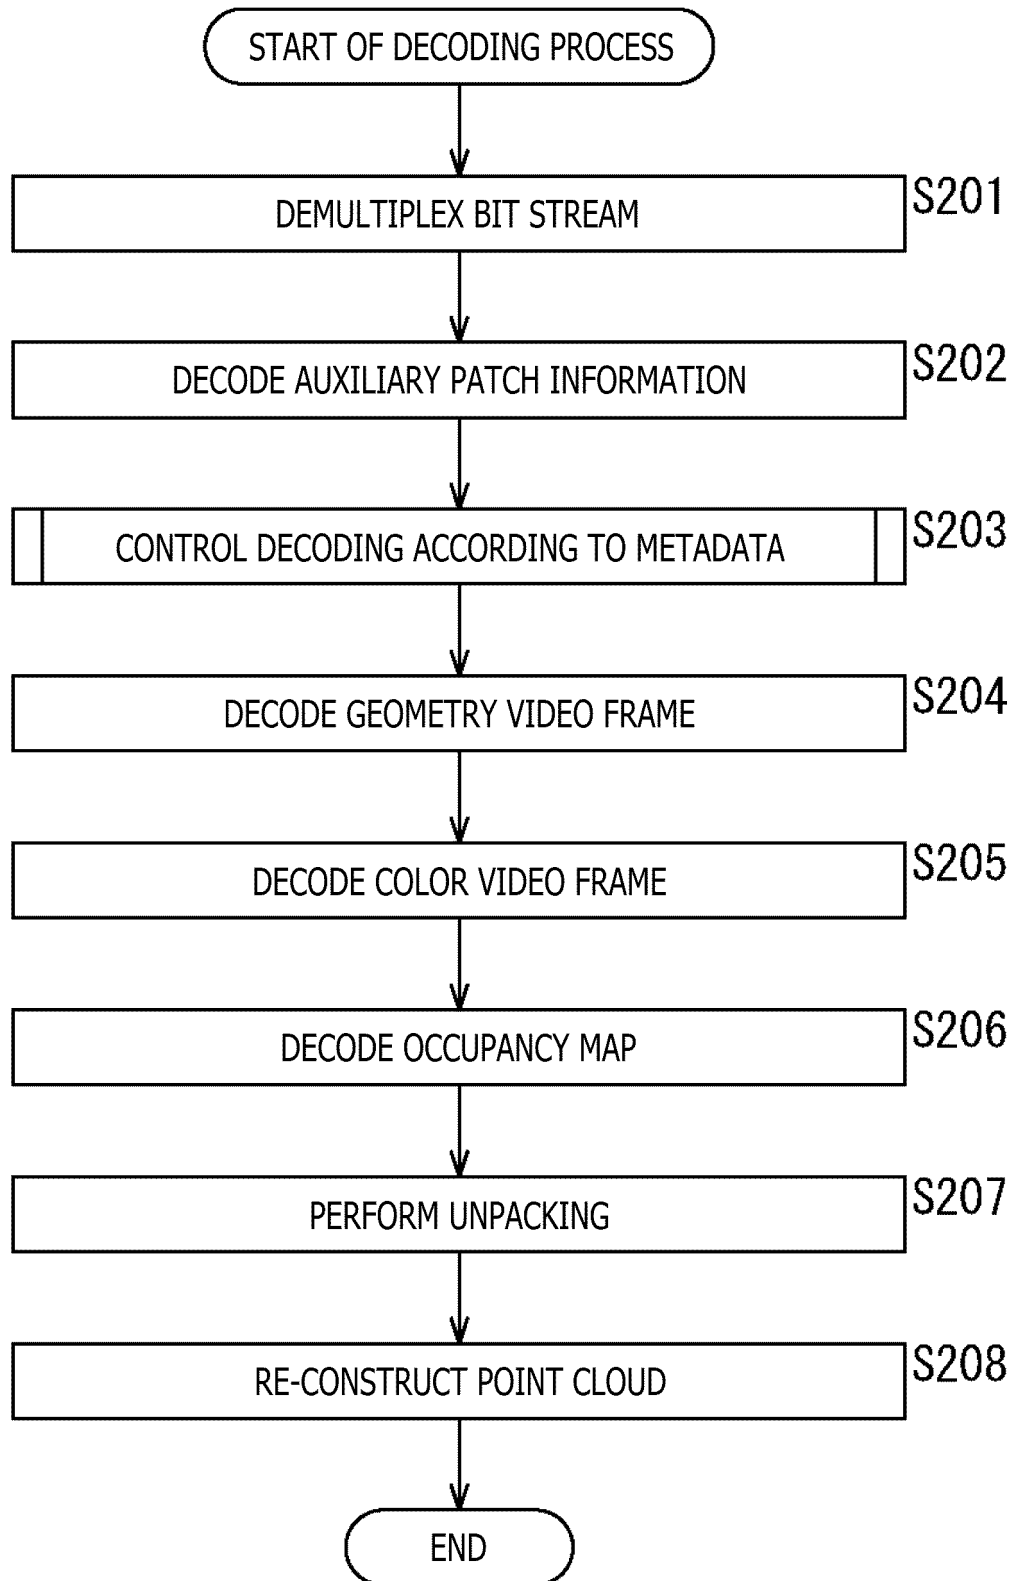 START OF DECODING PROCESS
DEMULTIPLEX BIT STREAM
S201
DECODE AUXILIARY PATCH INFORMATION
S202
CONTROL DECODING ACCORDING TO METADATA
S203
DECODE GEOMETRY VIDEO FRAME
S204
DECODE COLOR VIDEO FRAME
S205
DECODE OCCUPANCY MAP
S206
PERFORM UNPACKING
S207
RE-CONSTRUCT POINT CLOUD
S208
END